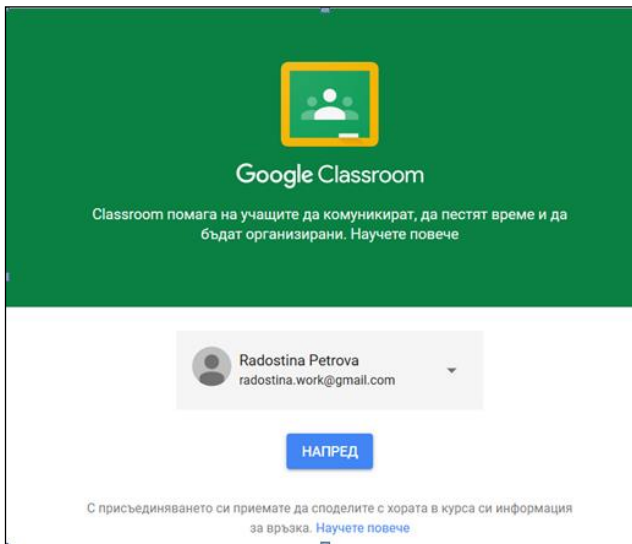 Google Classroom
Classroom помага на учащите да комуникират, да пестят време и да
бъдат организирани. Научете повече
Radostina Petrova
radostina.work@gmail.com
НАПРЕД
С присъединяването си приемате да споделите с хората в курса си информация
за връзка. Научете повече